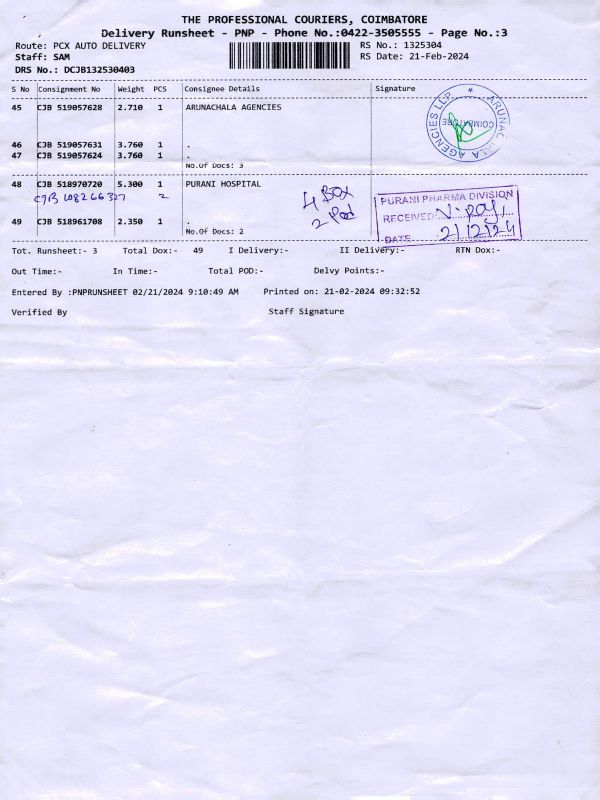 THE PROFESSIONAL COURIERS, COIMBATORE
Delivery Runsheet - PNP - Phone No.:0422-3505555 - Page No.:3
Route: PCX AUTO DELIVERY RS No.: 1325304
Staff: SAM RS Date: 21-Feb-2024
DRS No.: DCJB132530403
S No Consignment No Weight PCS Consignee Details Signature
45 CJB 519057628 2.710 1 ARUNACHALA AGENCIES
46 CJB 519057631 3.760 1 .
47 CJB 519057624 3.760 1 .
No.Of Docs: 3
ARUNACHALA AGENCIES LLP
COIMBATORE
48 CJB 518970720 5.300 1 PURANI HOSPITAL
CJB 108266327 2
4 Box
2 Pod
49 CJB 518961708 2.350 1 .
No.Of Docs: 2
PURANI PHARMA DIVISION
RECEIVED
DATE 21/2/24
Tot. Runsheet:- 3 Total Dox:- 49 I Delivery:- II Delivery:- RTN Dox:-
Out Time:- In Time:- Total POD:- Delvy Points:-
Entered By :PNPRUNSHEET 02/21/2024 9:10:49 AM Printed on: 21-02-2024 09:32:52
Verified By Staff Signature